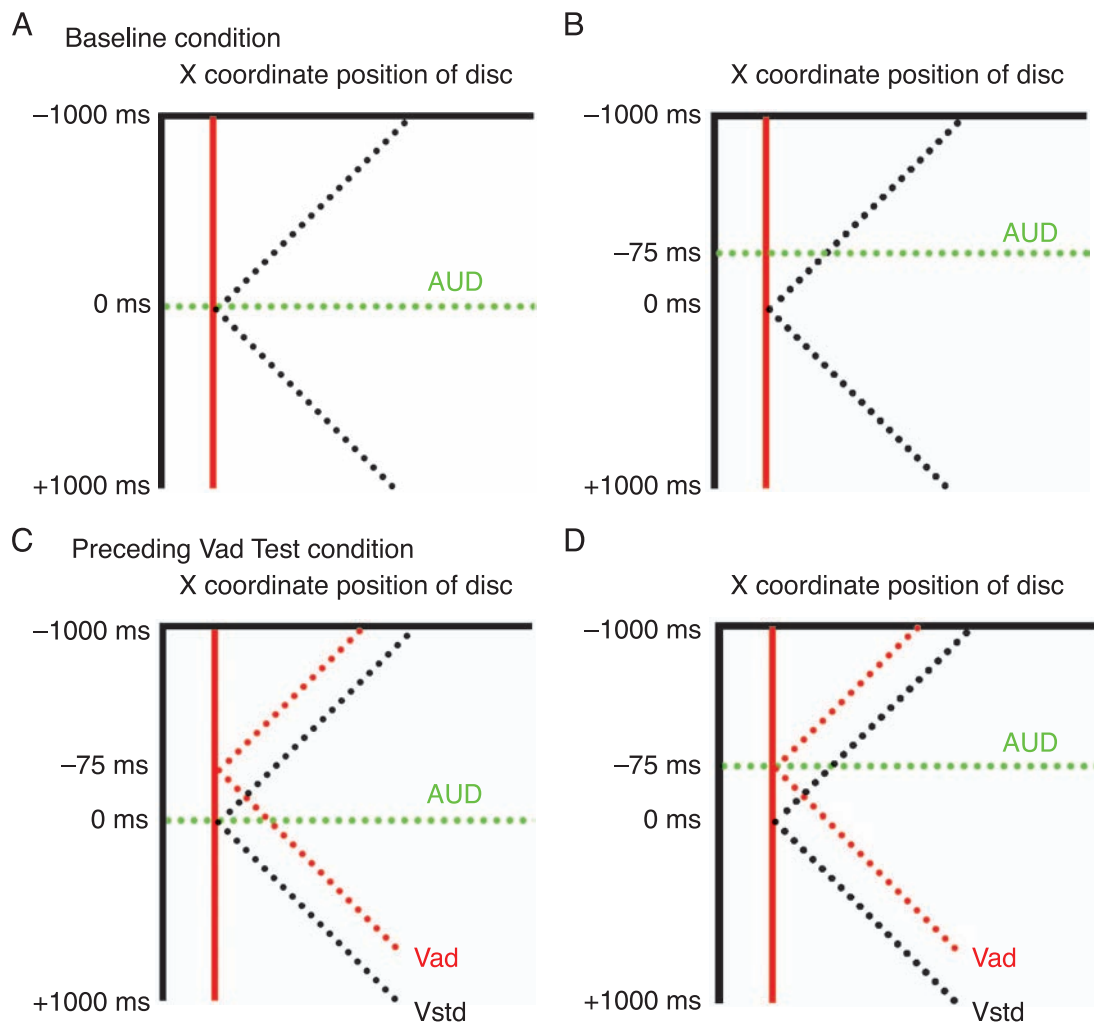 A Baseline condition
X coordinate position of disc
−1000 ms
AUD
0 ms
+1000 ms
B
X coordinate position of disc
−1000 ms
AUD
−75 ms
0 ms
+1000 ms
C Preceding Vad Test condition
X coordinate position of disc
−1000 ms
−75 ms
AUD
0 ms
Vad
+1000 ms
Vstd
D
X coordinate position of disc
−1000 ms
AUD
−75 ms
0 ms
Vad
+1000 ms
Vstd